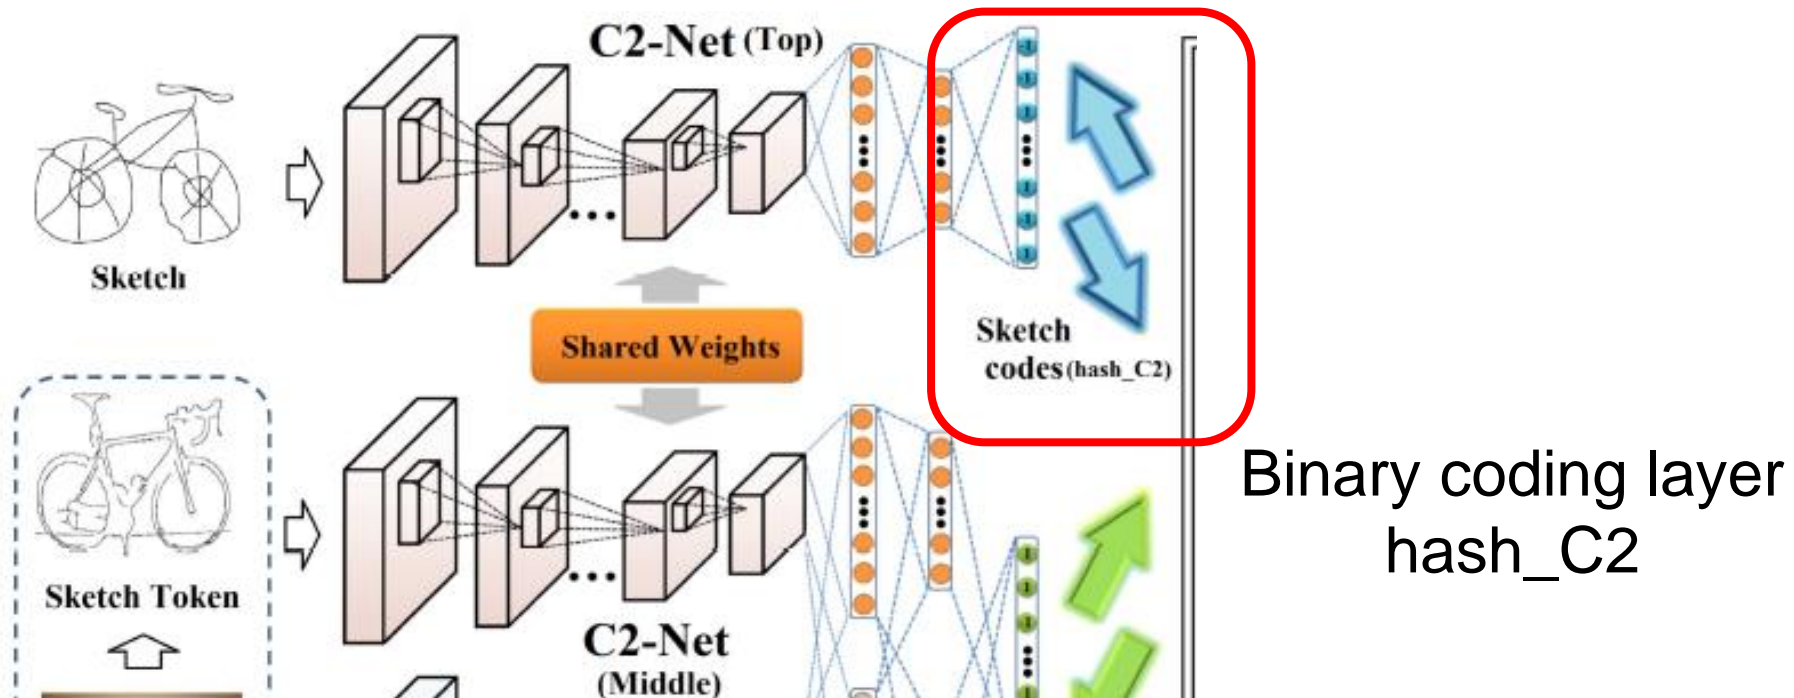 C2-Net (Top)
Sketch
Shared Weights
Sketch
codes (hash_C2)
Sketch Token
C2-Net
(Middle)
Binary coding layer
hash_C2